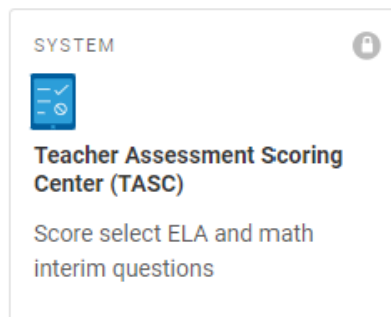 SYSTEM
Teacher Assessment Scoring
Center (TASC)
Score select ELA and math
interim questions